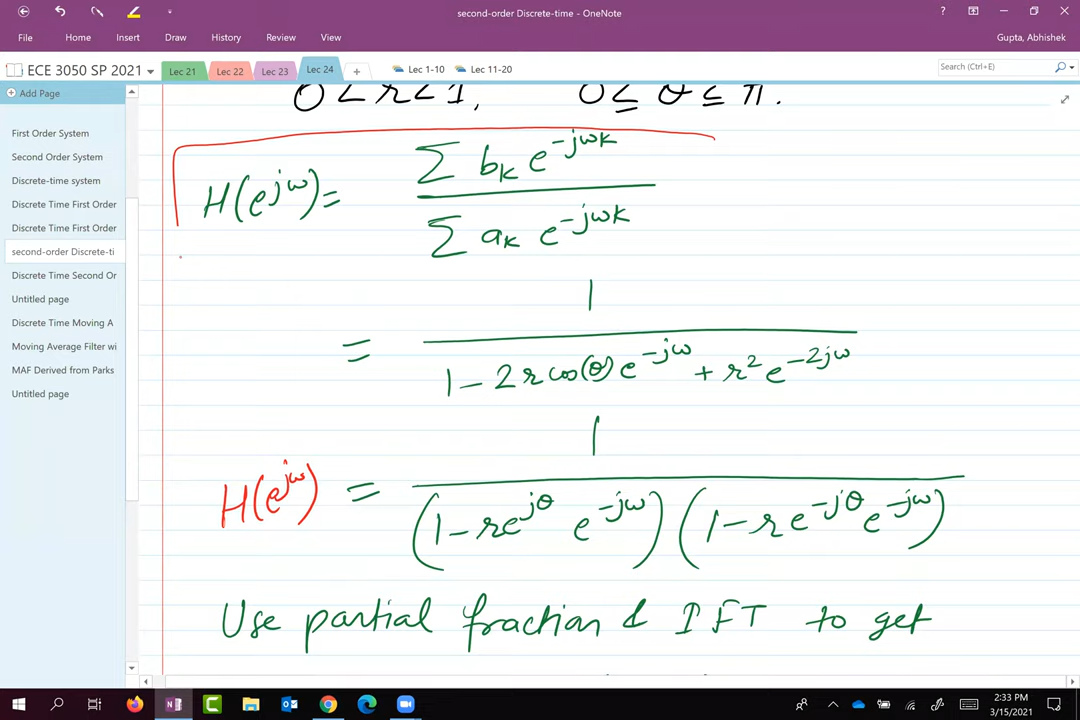 second-order Discrete-time - OneNote
?
File Home Insert Draw History Review View
Gupta, Abhishek
ECE 3050 SP 2021
Lec 21 Lec 22 Lec 23 Lec 24 + Lec 1-10 Lec 11-20
Search (Ctrl+E)
Add Page
First Order System
Second Order System
Discrete-time system
Discrete Time First Order
Discrete Time First Order
second-order Discrete-ti
Discrete Time Second Or
Untitled page
Discrete Time Moving A
Moving Average Filter wi
MAF Derived from Parks
Untitled page
0 < r < 1, 0 ≤ θ ≤ π.
H(e^{jω}) = \frac{∑ b_k e^{-jωk}}{∑ a_k e^{-jωk}}
= \frac{1}{1 - 2r cos(θ) e^{-jω} + r^2 e^{-2jω}}
H(e^{jω}) = \frac{1}{(1 - re^{jθ} e^{-jω})(1 - re^{-jθ} e^{-jω})}
Use partial fraction & IFT to get
2:33 PM
3/15/2021